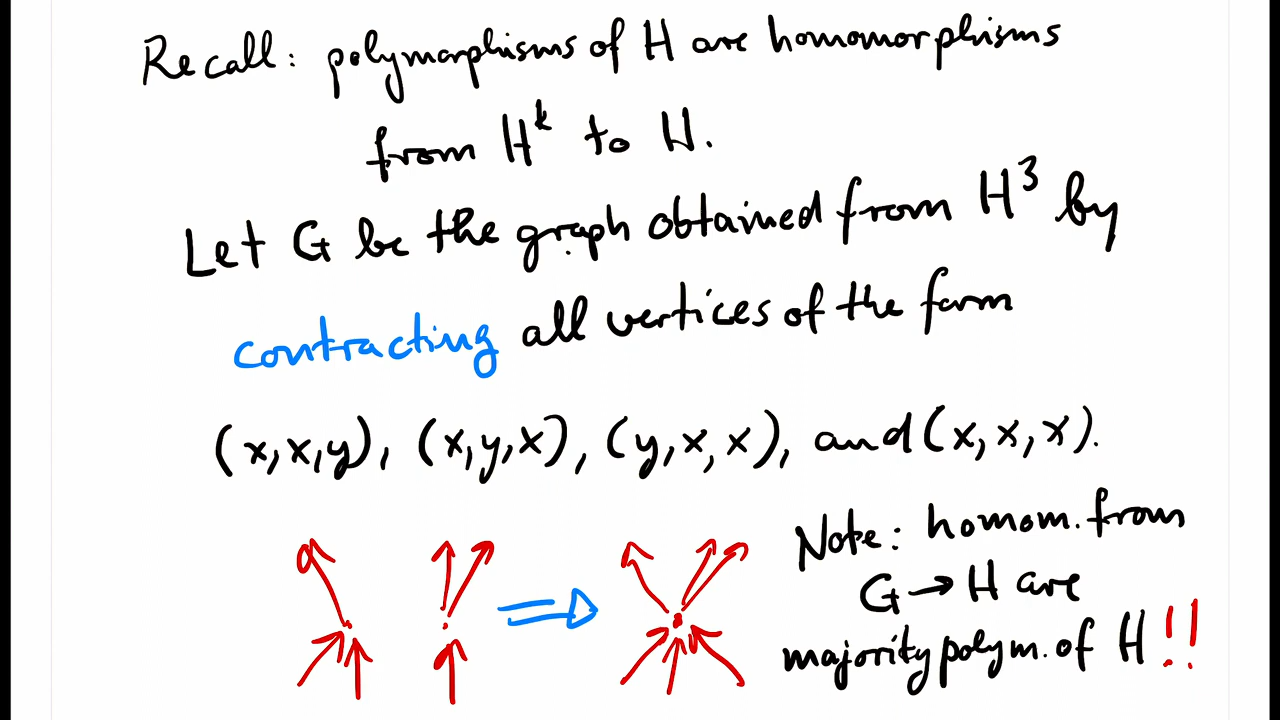 Recall: polymorphisms of H are homomorphisms
from H^k to H.
Let G be the graph obtained from H^3 by
contracting all vertices of the form
(x,x,y), (x,y,x), (y,x,x), and (x,x,x).
Note: homom. from
G → H are
majority polym. of H !!